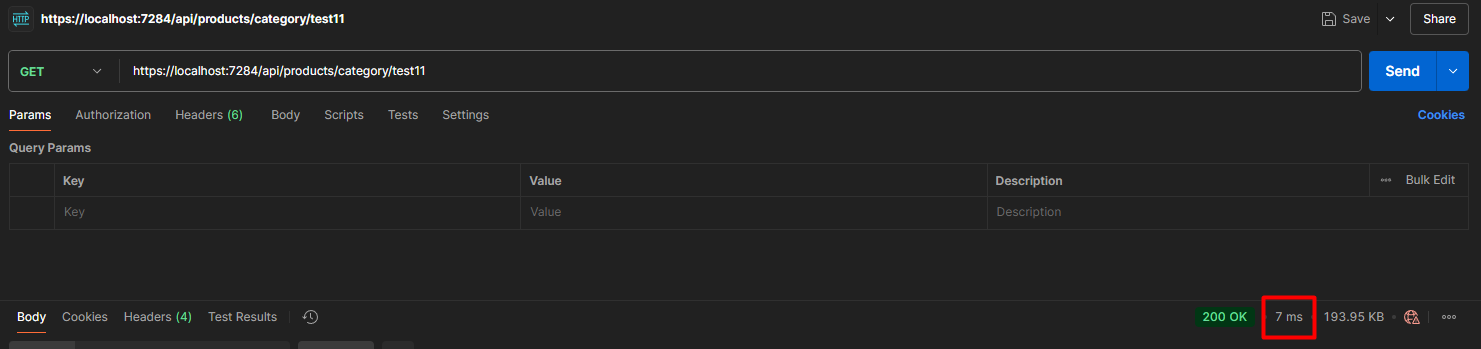 HTTP https://localhost:7284/api/products/category/test11 Save Share
GET https://localhost:7284/api/products/category/test11 Send
Params Authorization Headers (6) Body Scripts Tests Settings Cookies
Query Params
Key Value Description Bulk Edit
Key Value Description
Body Cookies Headers (4) Test Results 200 OK 7 ms 193.95 KB